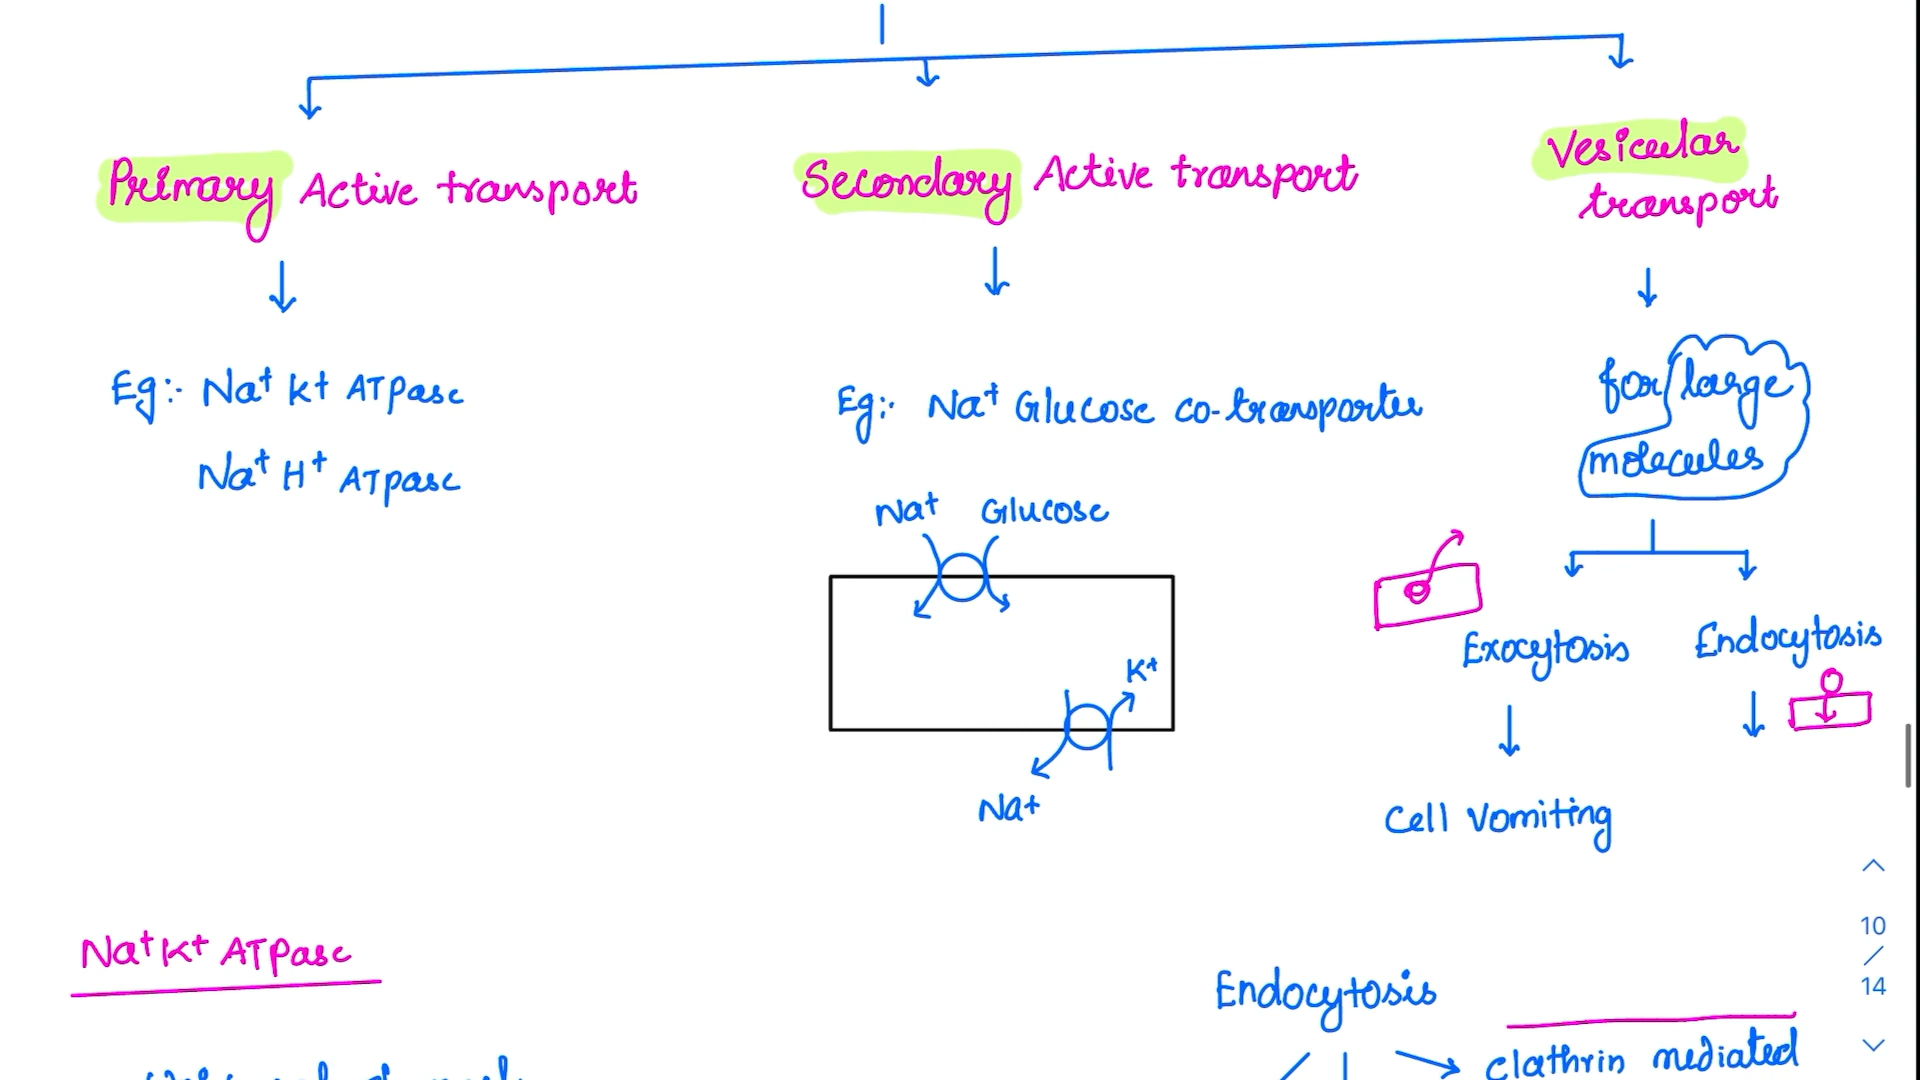 Primary Active transport
Secondary Active transport
Vesicular
transport
Eg:- Na⁺ K⁺ ATPase
Na⁺ H⁺ ATPase
Eg:- Na⁺ Glucose co-transporter
Na⁺ Glucose
K⁺
Na⁺
for large
molecules
Exocytosis
Endocytosis
Cell vomiting
Na⁺K⁺ ATPase
Endocytosis
Clathrin mediated
10
/
14